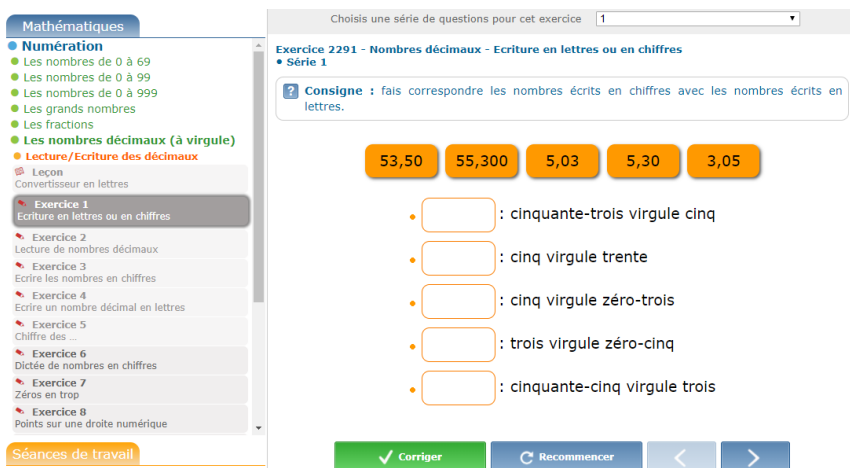 Mathématiques
Numération
Les nombres de 0 à 69
Les nombres de 0 à 99
Les nombres de 0 à 999
Les grands nombres
Les fractions
Les nombres décimaux (à virgule)
Lecture/Ecriture des décimaux
Leçon
Convertisseur en lettres
Exercice 1
Ecriture en lettres ou en chiffres
Exercice 2
Lecture de nombres décimaux
Exercice 3
Ecrire les nombres en chiffres
Exercice 4
Ecrire un nombre décimal en lettres
Exercice 5
Chiffre des ...
Exercice 6
Dictée de nombres en chiffres
Exercice 7
Zéros en trop
Exercice 8
Points sur une droite numérique
Séances de travail
Choisis une série de questions pour cet exercice 1
Exercice 2291 - Nombres décimaux - Ecriture en lettres ou en chiffres
• Série 1
? Consigne : fais correspondre les nombres écrits en chiffres avec les nombres écrits en
lettres.
53,50 55,300 5,03 5,30 3,05
: cinquante-trois virgule cinq
: cinq virgule trente
: cinq virgule zéro-trois
: trois virgule zéro-cinq
: cinquante-cinq virgule trois
Corriger Recommencer